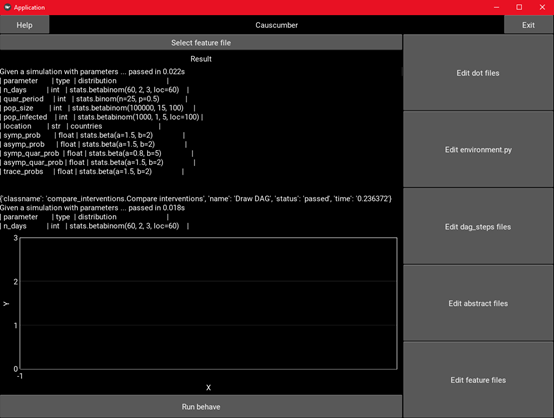 Application
Help
Causcumber
Exit
Select feature file
Result
Given a simulation with parameters ... passed in 0.022s
| parameter | type | distribution |
| n_days | int | stats.betabinom(60, 2, 3, loc=60) |
| quar_period | int | stats.binom(n=25, p=0.5) |
| pop_size | int | stats.betabinom(100000, 15, 100) |
| pop_infected | int | stats.betabinom(1000, 1, 5, loc=100) |
| location | str | countries |
| symp_prob | float | stats.beta(a=1.5, b=2) |
| asymp_prob | float | stats.beta(a=1.5, b=2) |
| symp_quar_prob | float | stats.beta(a=0.8, b=5) |
| asymp_quar_prob | float | stats.beta(a=1.5, b=2) |
| trace_probs | float | stats.beta(a=1.5, b=2) |
{'classname': 'compare_interventions.Compare interventions', 'name': 'Draw DAG', 'status': 'passed', 'time': '0.236372'}
Given a simulation with parameters ... passed in 0.018s
| parameter | type | distribution |
| n_days | int | stats.betabinom(60, 2, 3, loc=60) |
3
2
Y
1
0
-1
X
Run behave
Edit dot files
Edit environment.py
Edit dag_steps files
Edit abstract files
Edit feature files